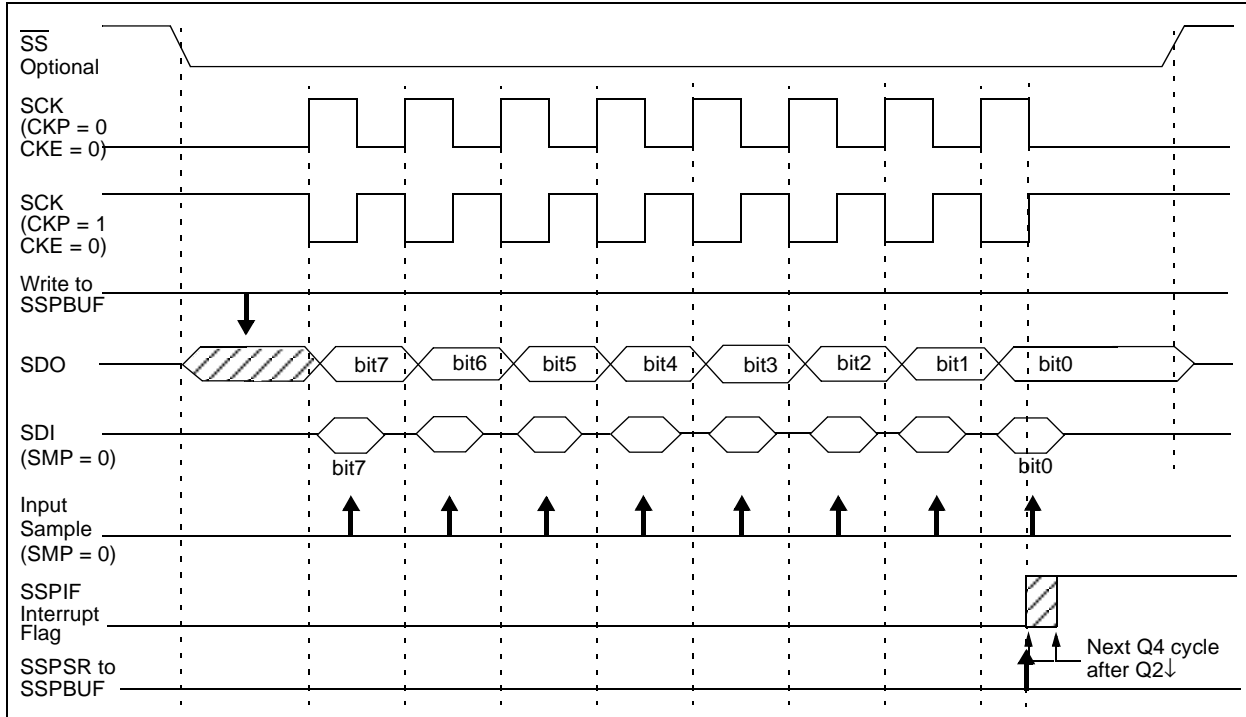 SS
Optional
SCK
(CKP = 0
CKE = 0)
SCK
(CKP = 1
CKE = 0)
Write to
SSPBUF
SDO
bit7
bit6
bit5
bit4
bit3
bit2
bit1
bit0
SDI
(SMP = 0)
bit7
bit0
Input
Sample
(SMP = 0)
SSPIF
Interrupt
Flag
Next Q4 cycle
after Q2↓
SSPSR to
SSPBUF